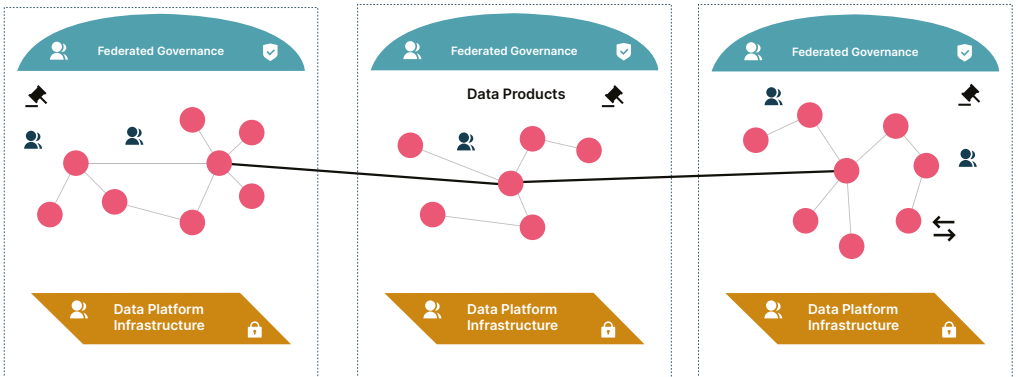 Federated Governance
Federated Governance
Federated Governance
Data Products
Data Platform
Infrastructure
Data Platform
Infrastructure
Data Platform
Infrastructure